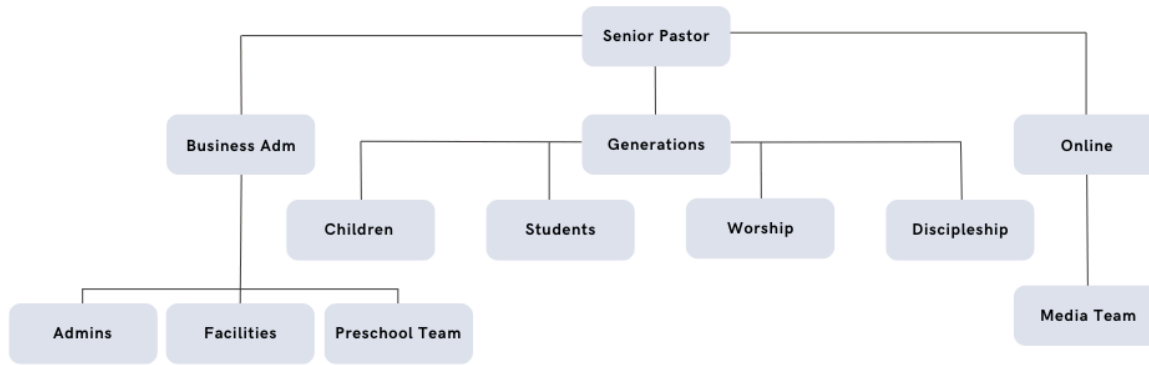 Senior Pastor
Business Adm
Generations
Online
Children
Students
Worship
Discipleship
Admins
Facilities
Preschool Team
Media Team